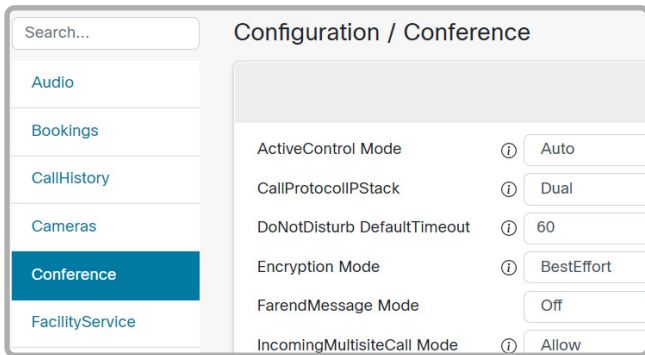 Search...
Configuration / Conference
Audio
Bookings
CallHistory
Cameras
Conference
FacilityService
ActiveControl Mode
Auto
CallProtocolIPStack
Dual
DoNotDisturb DefaultTimeout
60
Encryption Mode
BestEffort
FarendMessage Mode
Off
IncomingMultisiteCall Mode
Allow